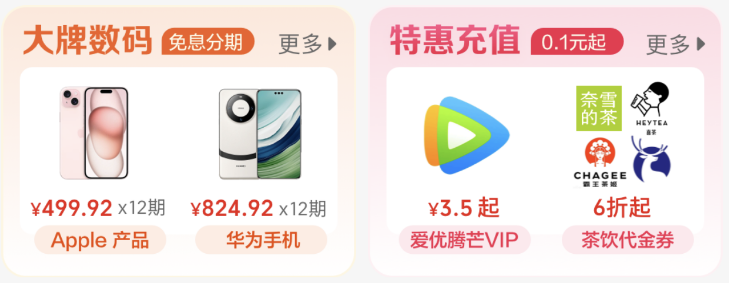 大牌数码 免息分期 更多
¥499.92 x12期 ¥824.92 x12期
Apple 产品 华为手机
特惠充值 0.1元起 更多
奈雪的茶
HEYTEA
喜茶
CHAGEE
霸王茶姬
¥3.5 起 6折起
爱优腾芒VIP 茶饮代金券